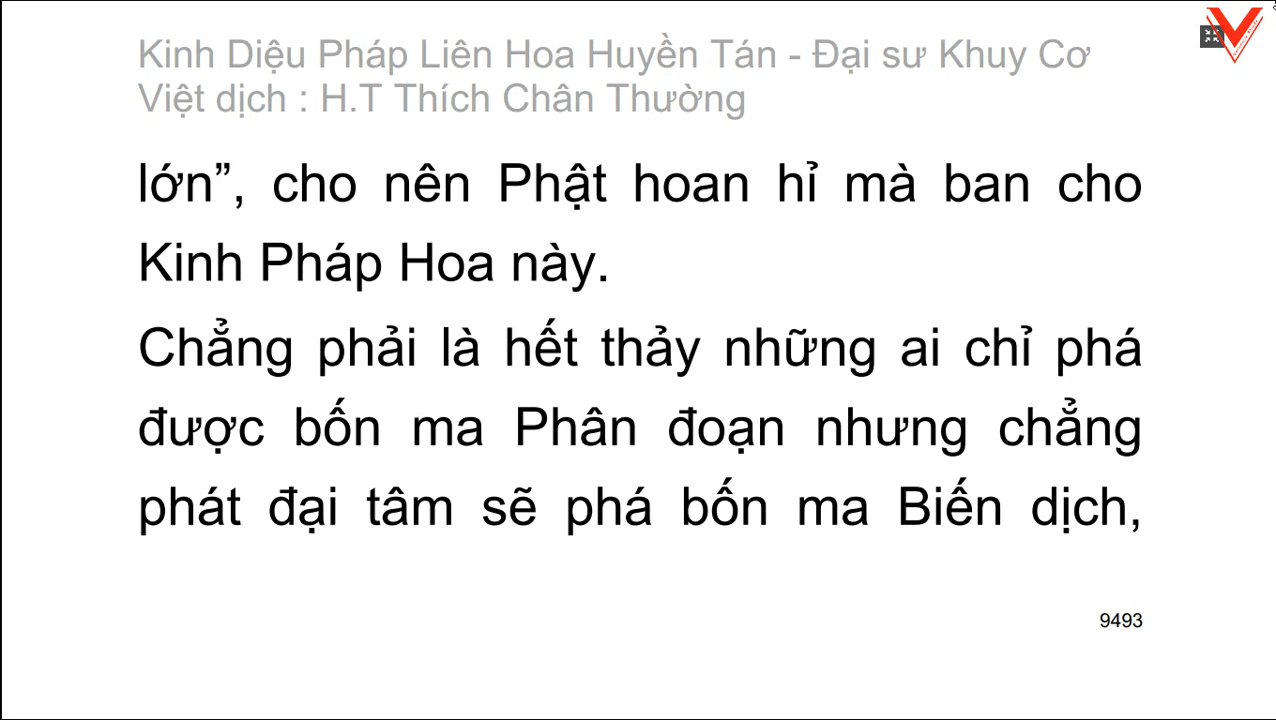 Kinh Diệu Pháp Liên Hoa Huyền Tán - Đại sư Khuy Cơ
Việt dịch : H.T Thích Chân Thường
lớn”, cho nên Phật hoan hỉ mà ban cho
Kinh Pháp Hoa này.
Chẳng phải là hết thảy những ai chỉ phá
được bốn ma Phân đoạn nhưng chẳng
phát đại tâm sẽ phá bốn ma Biến dịch,
9493